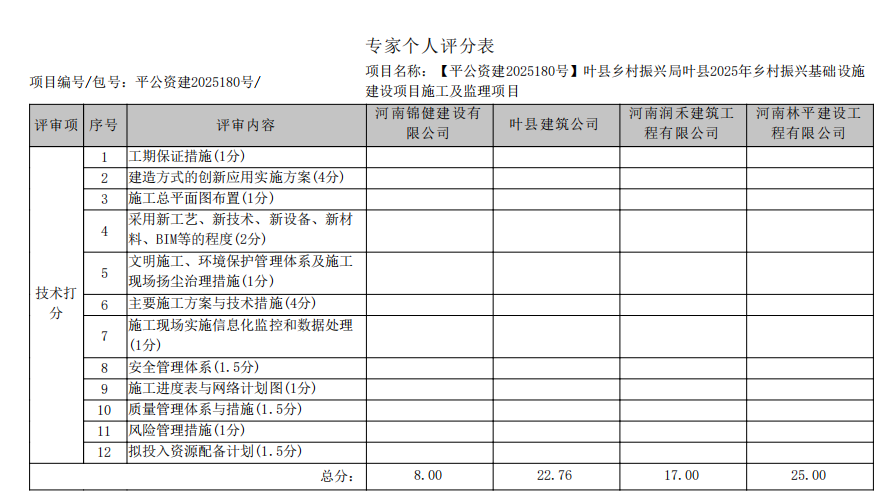 专家个人评分表
项目编号/包号：平公资建2025180号/
项目名称：【平公资建2025180号】叶县乡村振兴局叶县2025年乡村振兴基础设施
建设项目施工及监理项目
评审项 序号 评审内容 河南锦健建设有 叶县建筑公司 河南润禾建筑工 河南林平建设工
限公司 程有限公司 程有限公司
技术打
分
1 工期保证措施(1分)
2 建造方式的创新应用实施方案(4分)
3 施工总平面图布置(1分)
4 采用新工艺、新技术、新设备、新材
料、BIM等的程度(2分)
5 文明施工、环境保护管理体系及施工
现场扬尘治理措施(1分)
6 主要施工方案与技术措施(4分)
7 施工现场实施信息化监控和数据处理
(1分)
8 安全管理体系(1.5分)
9 施工进度表与网络计划图(1分)
10 质量管理体系与措施(1.5分)
11 风险管理措施(1分)
12 拟投入资源配备计划(1.5分)
总分： 8.00 22.76 17.00 25.00